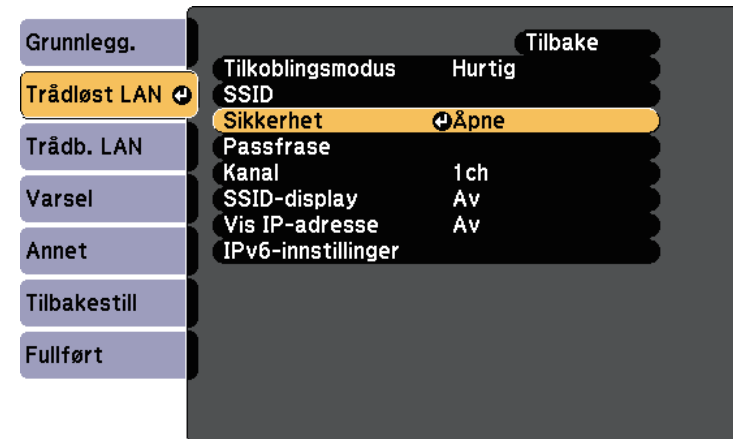 Grunnlegg.
Trådløst LAN
Trådb. LAN
Varsel
Annet
Tilbakestill
Fullført
Tilbake
Tilkoblingsmodus Hurtig
SSID
Sikkerhet Åpne
Passfrase
Kanal 1ch
SSID-display Av
Vis IP-adresse Av
IPv6-innstillinger